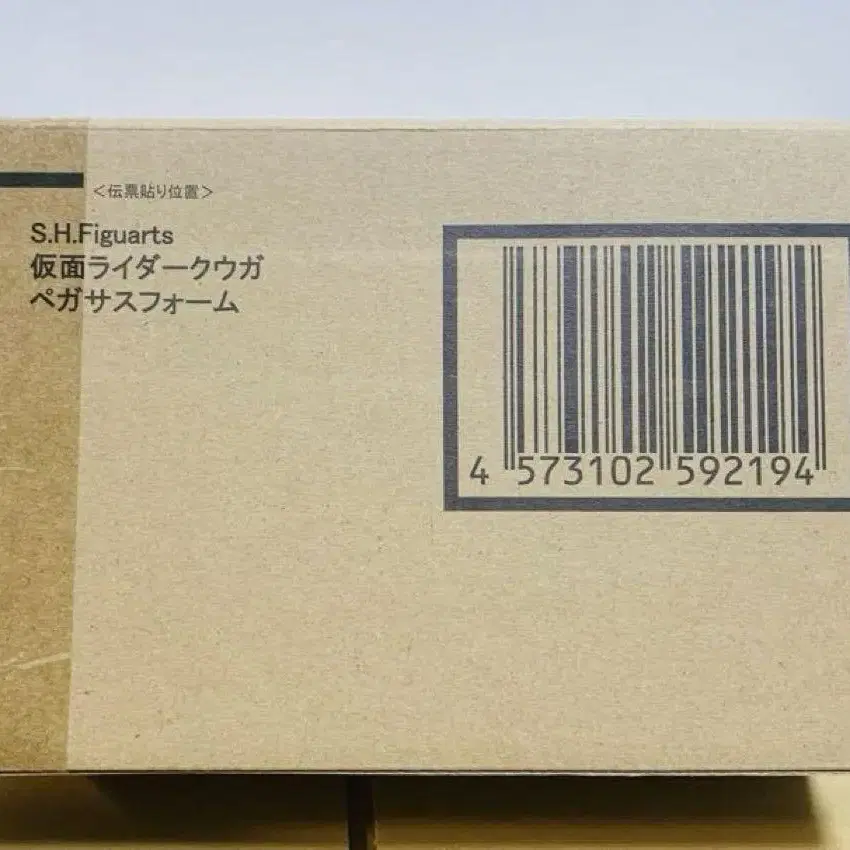 <伝票貼り位置>
S.H.Figuarts
仮面ライダークウガ
ペガサスフォーム
4 573102 592194